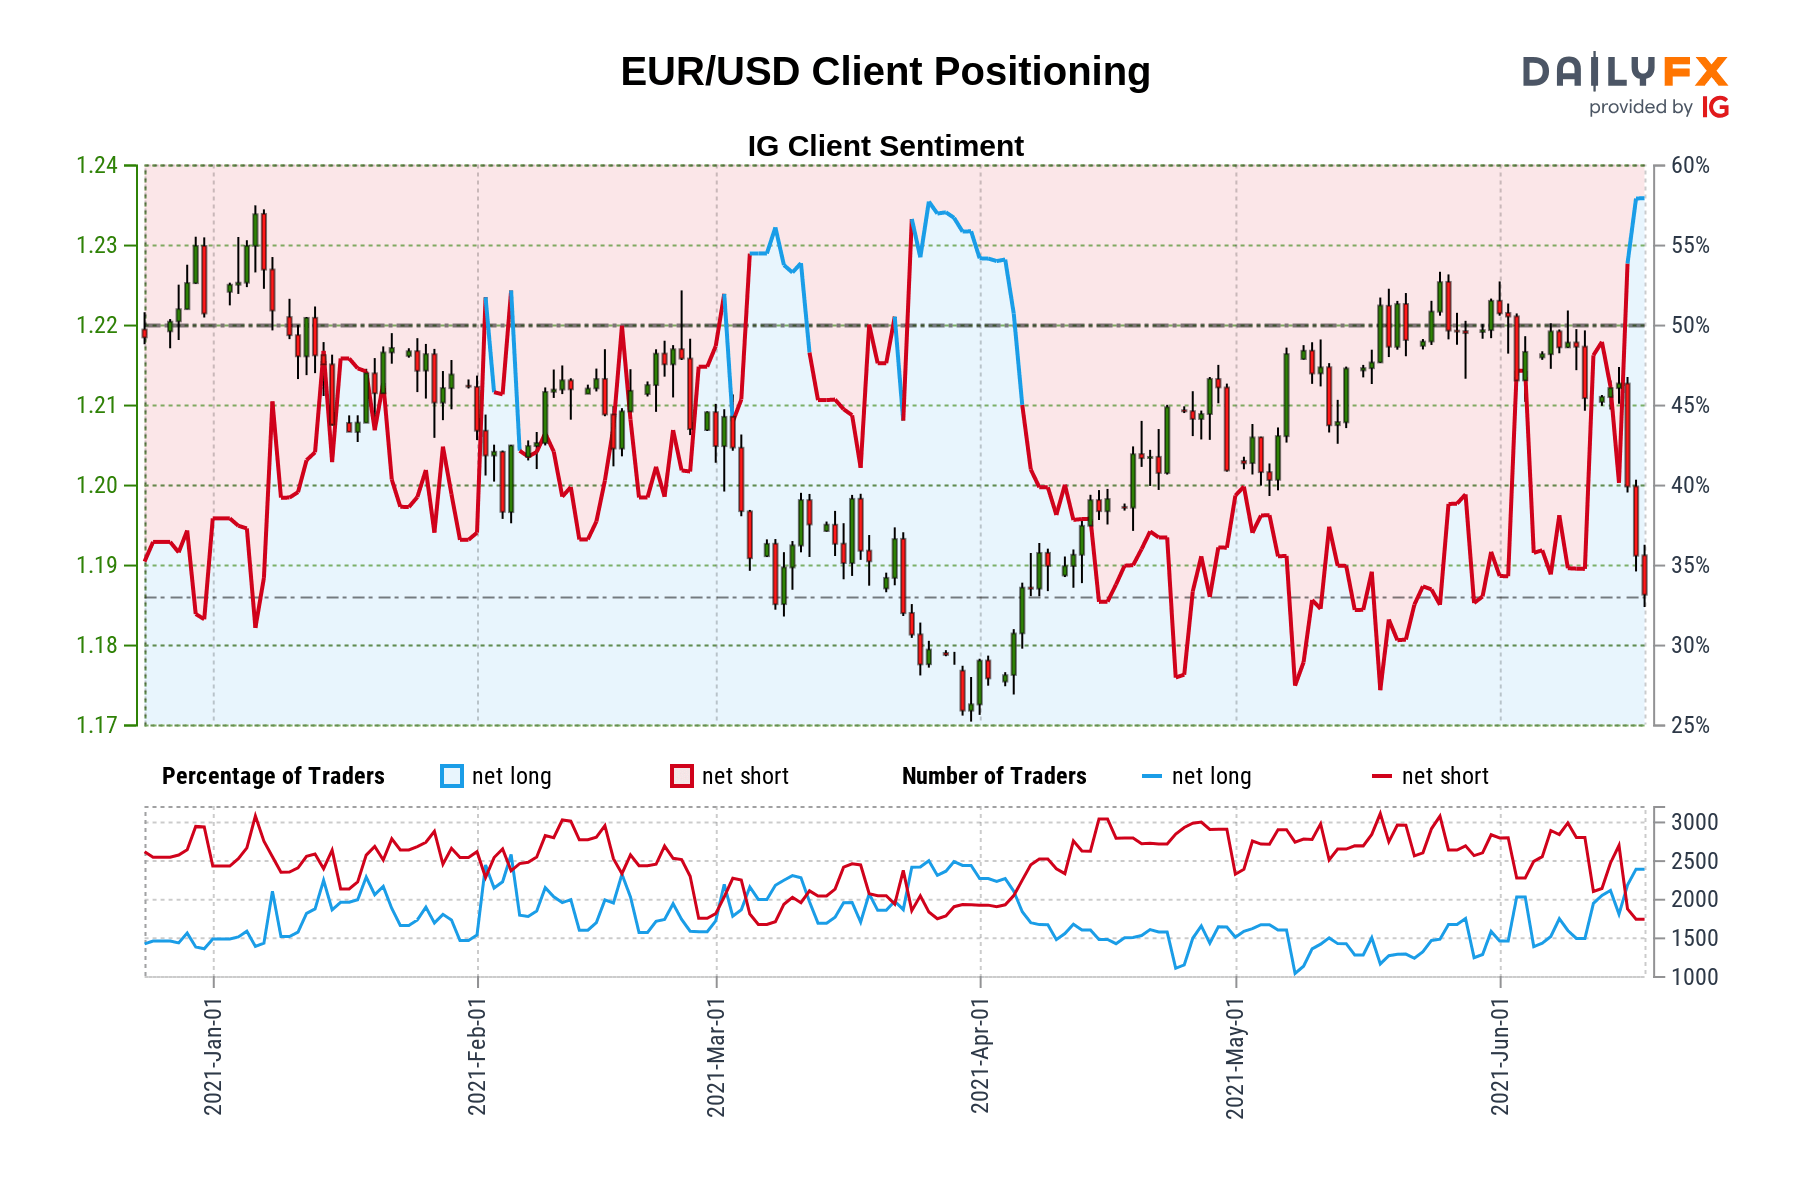 EUR/USD Client Positioning
DAILYFX
provided by IG
IG Client Sentiment
1.24
1.23
1.22
1.21
1.20
1.19
1.18
1.17
60%
55%
50%
45%
40%
35%
30%
25%
Percentage of Traders net long net short Number of Traders net long net short
3000
2500
2000
1500
1000
2021-Jan-01
2021-Feb-01
2021-Mar-01
2021-Apr-01
2021-May-01
2021-Jun-01